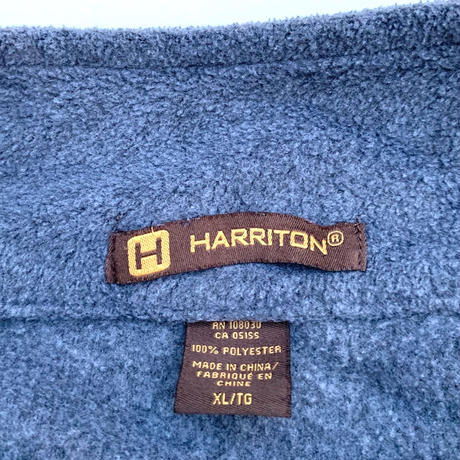 H HARRITON®
RN 108030
CA 05155
100% POLYESTER
MADE IN CHINA/
FABRIQUÉ EN
CHINE
XL/TG